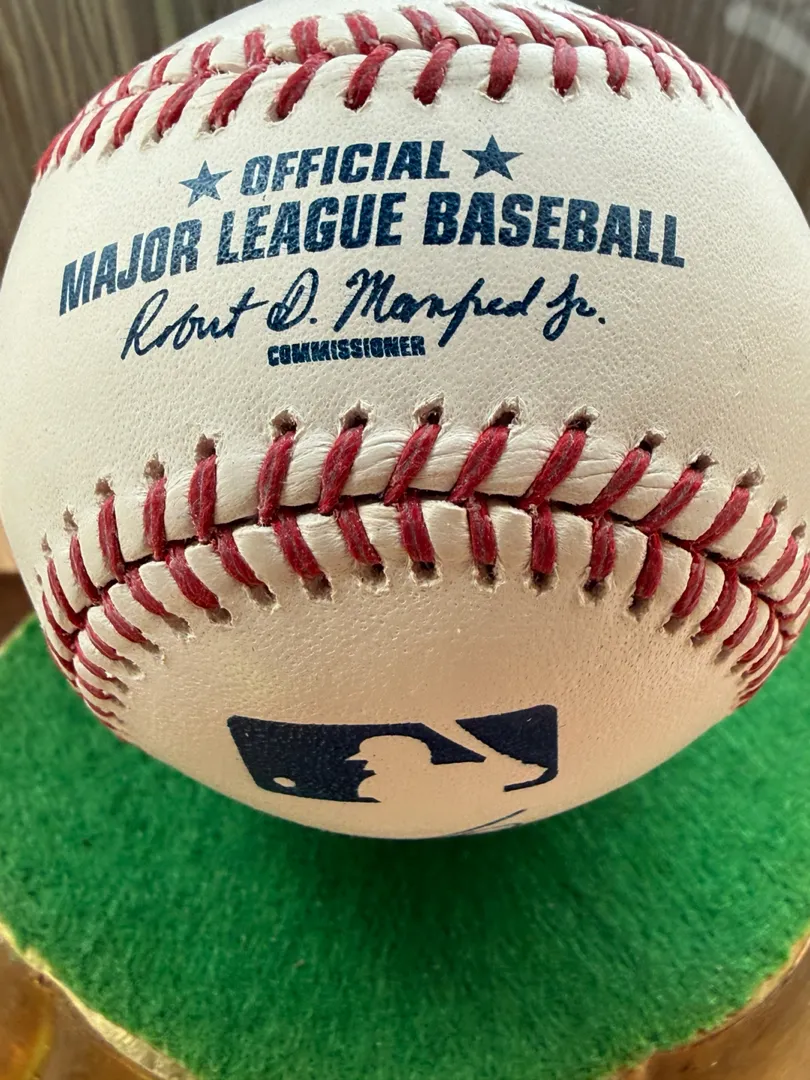 ★ OFFICIAL ★
MAJOR LEAGUE BASEBALL
Robert D. Manfred Jr.
COMMISSIONER